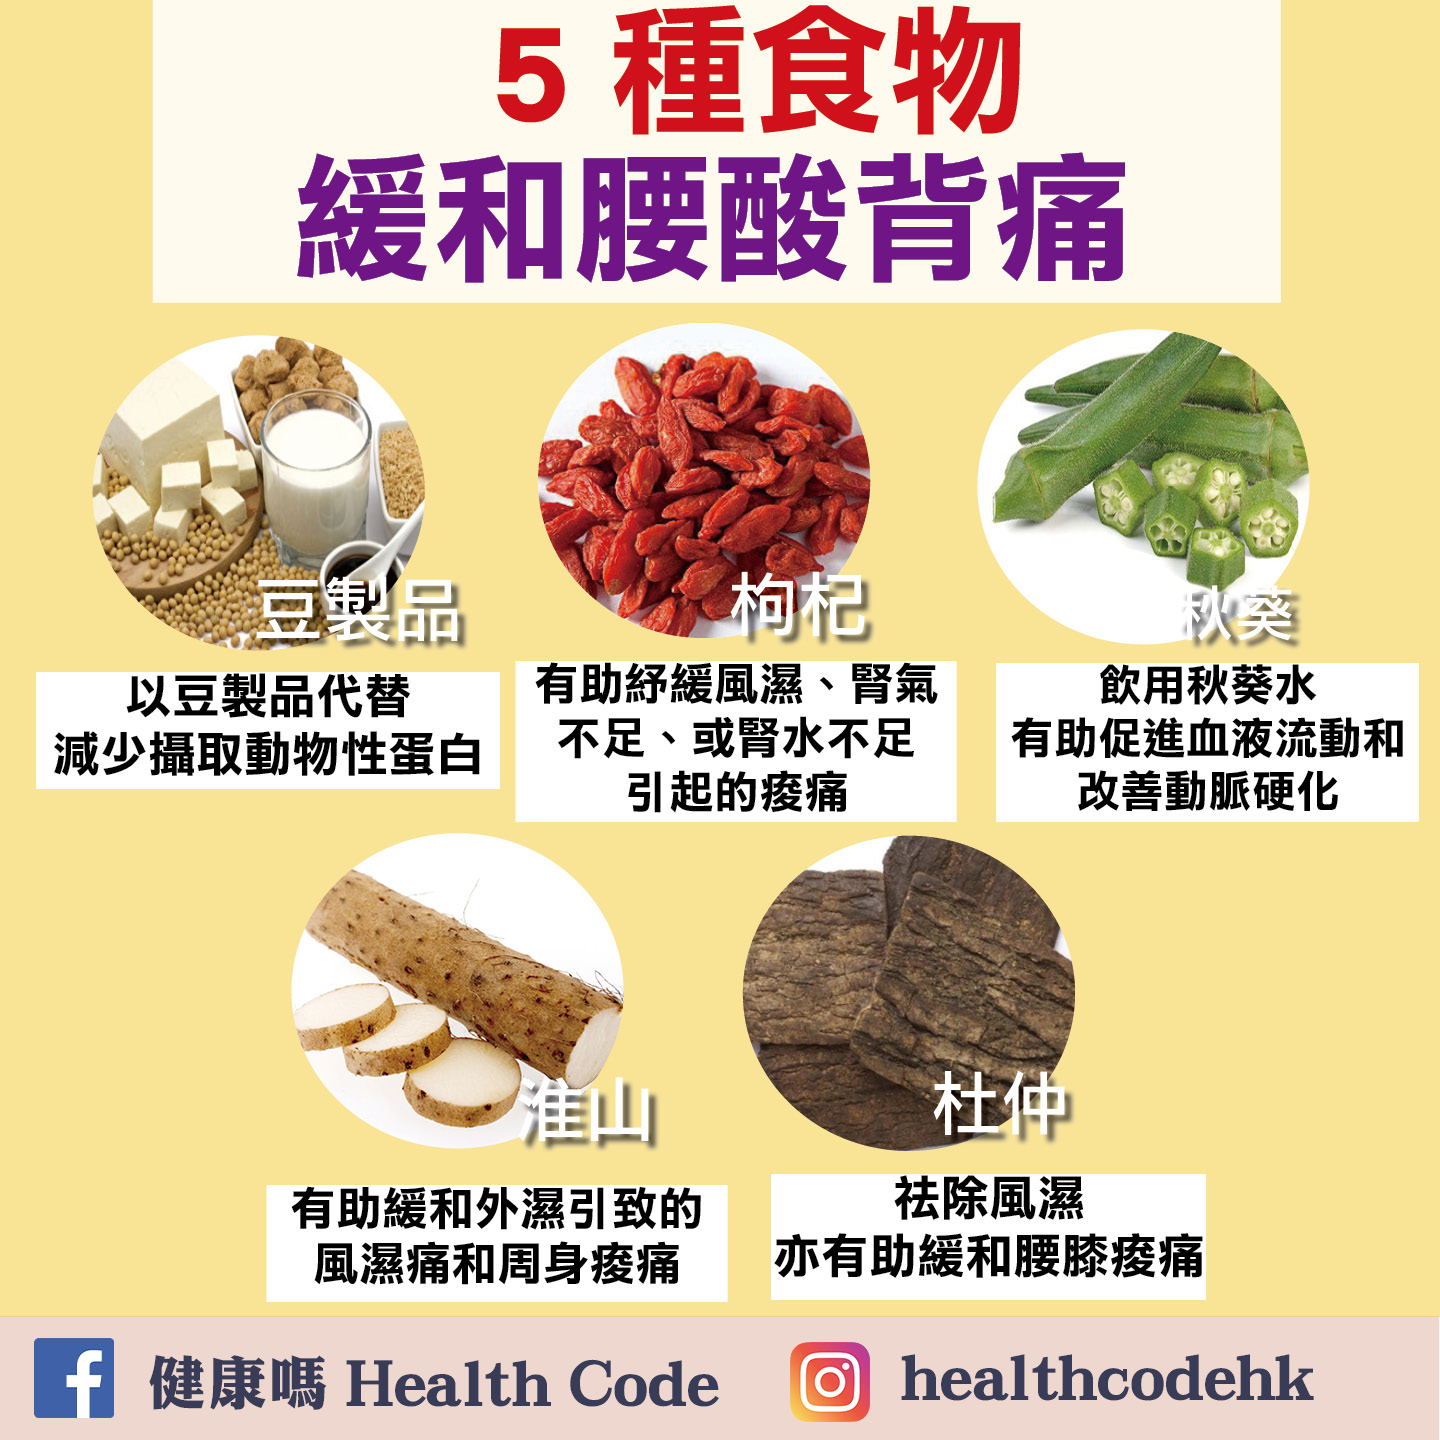 5 種食物
緩和腰酸背痛
豆製品
枸杞
秋葵
以豆製品代替
減少攝取動物性蛋白
有助紓緩風濕、腎氣
不足、或腎水不足
引起的痠痛
飲用秋葵水
有助促進血液流動和
改善動脈硬化
淮山
杜仲
有助緩和外濕引致的
風濕痛和周身痠痛
祛除風濕
亦有助緩和腰膝痠痛
健康嗎 Health Code
healthcodehk